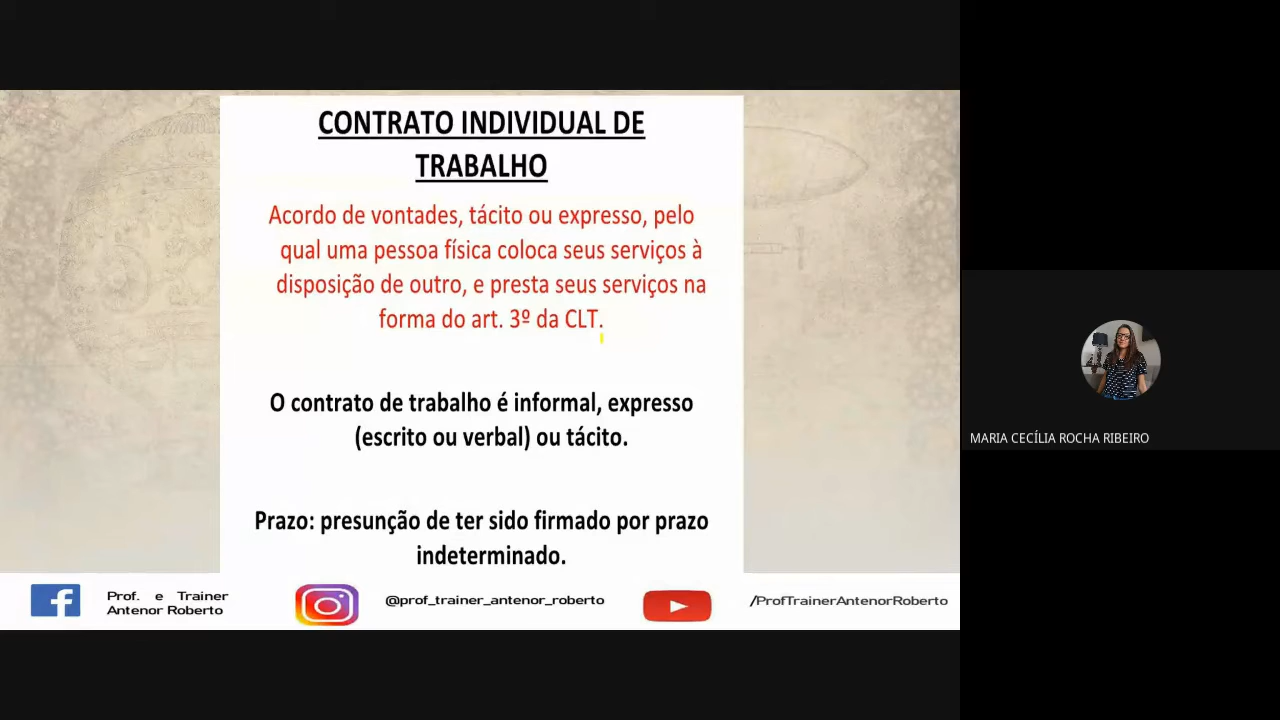 CONTRATO INDIVIDUAL DE
TRABALHO
Acordo de vontades, tácito ou expresso, pelo
qual uma pessoa física coloca seus serviços à
disposição de outro, e presta seus serviços na
forma do art. 3º da CLT.
O contrato de trabalho é informal, expresso
(escrito ou verbal) ou tácito.
Prazo: presunção de ter sido firmado por prazo
indeterminado.
Prof. e Trainer
Antenor Roberto
@prof_trainer_antenor_roberto
/ProfTrainerAntenorRoberto
MARIA CECÍLIA ROCHA RIBEIRO